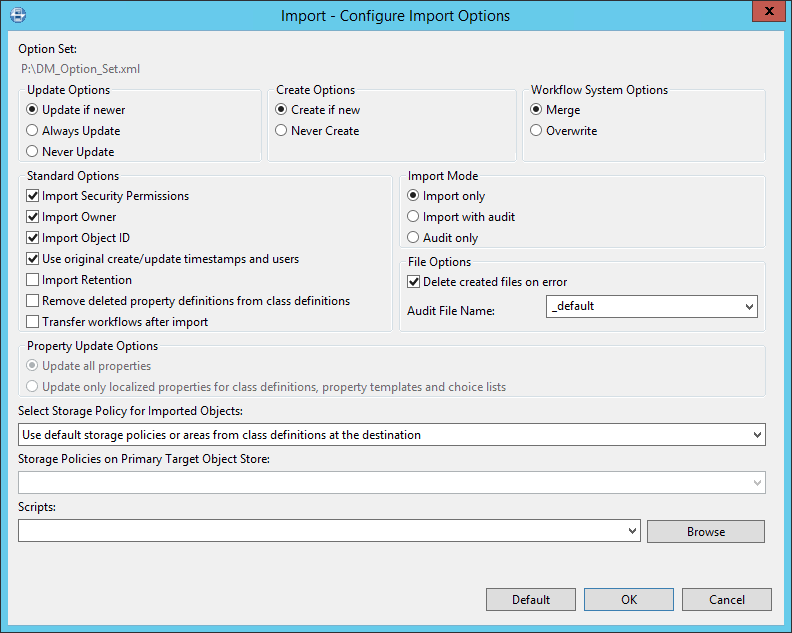 Import - Configure Import Options
x
Option Set:
P:\DM_Option_Set.xml
Update Options
Update if newer
Always Update
Never Update
Create Options
Create if new
Never Create
Workflow System Options
Merge
Overwrite
Standard Options
Import Security Permissions
Import Owner
Import Object ID
Use original create/update timestamps and users
Import Retention
Remove deleted property definitions from class definitions
Transfer workflows after import
Import Mode
Import only
Import with audit
Audit only
File Options
Delete created files on error
Audit File Name: _default
Property Update Options
Update all properties
Update only localized properties for class definitions, property templates and choice lists
Select Storage Policy for Imported Objects:
Use default storage policies or areas from class definitions at the destination
Storage Policies on Primary Target Object Store:
Scripts:
Browse
Default OK Cancel